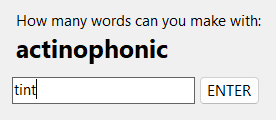 How many words can you make with:
actinophonic
tint
ENTER